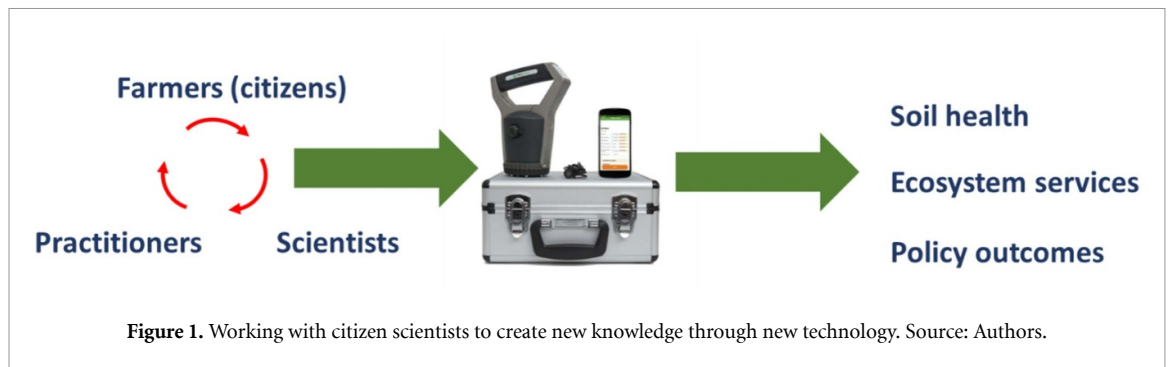 Farmers (citizens)
Practitioners
Scientists
Soil health
Ecosystem services
Policy outcomes
Figure 1. Working with citizen scientists to create new knowledge through new technology. Source: Authors.